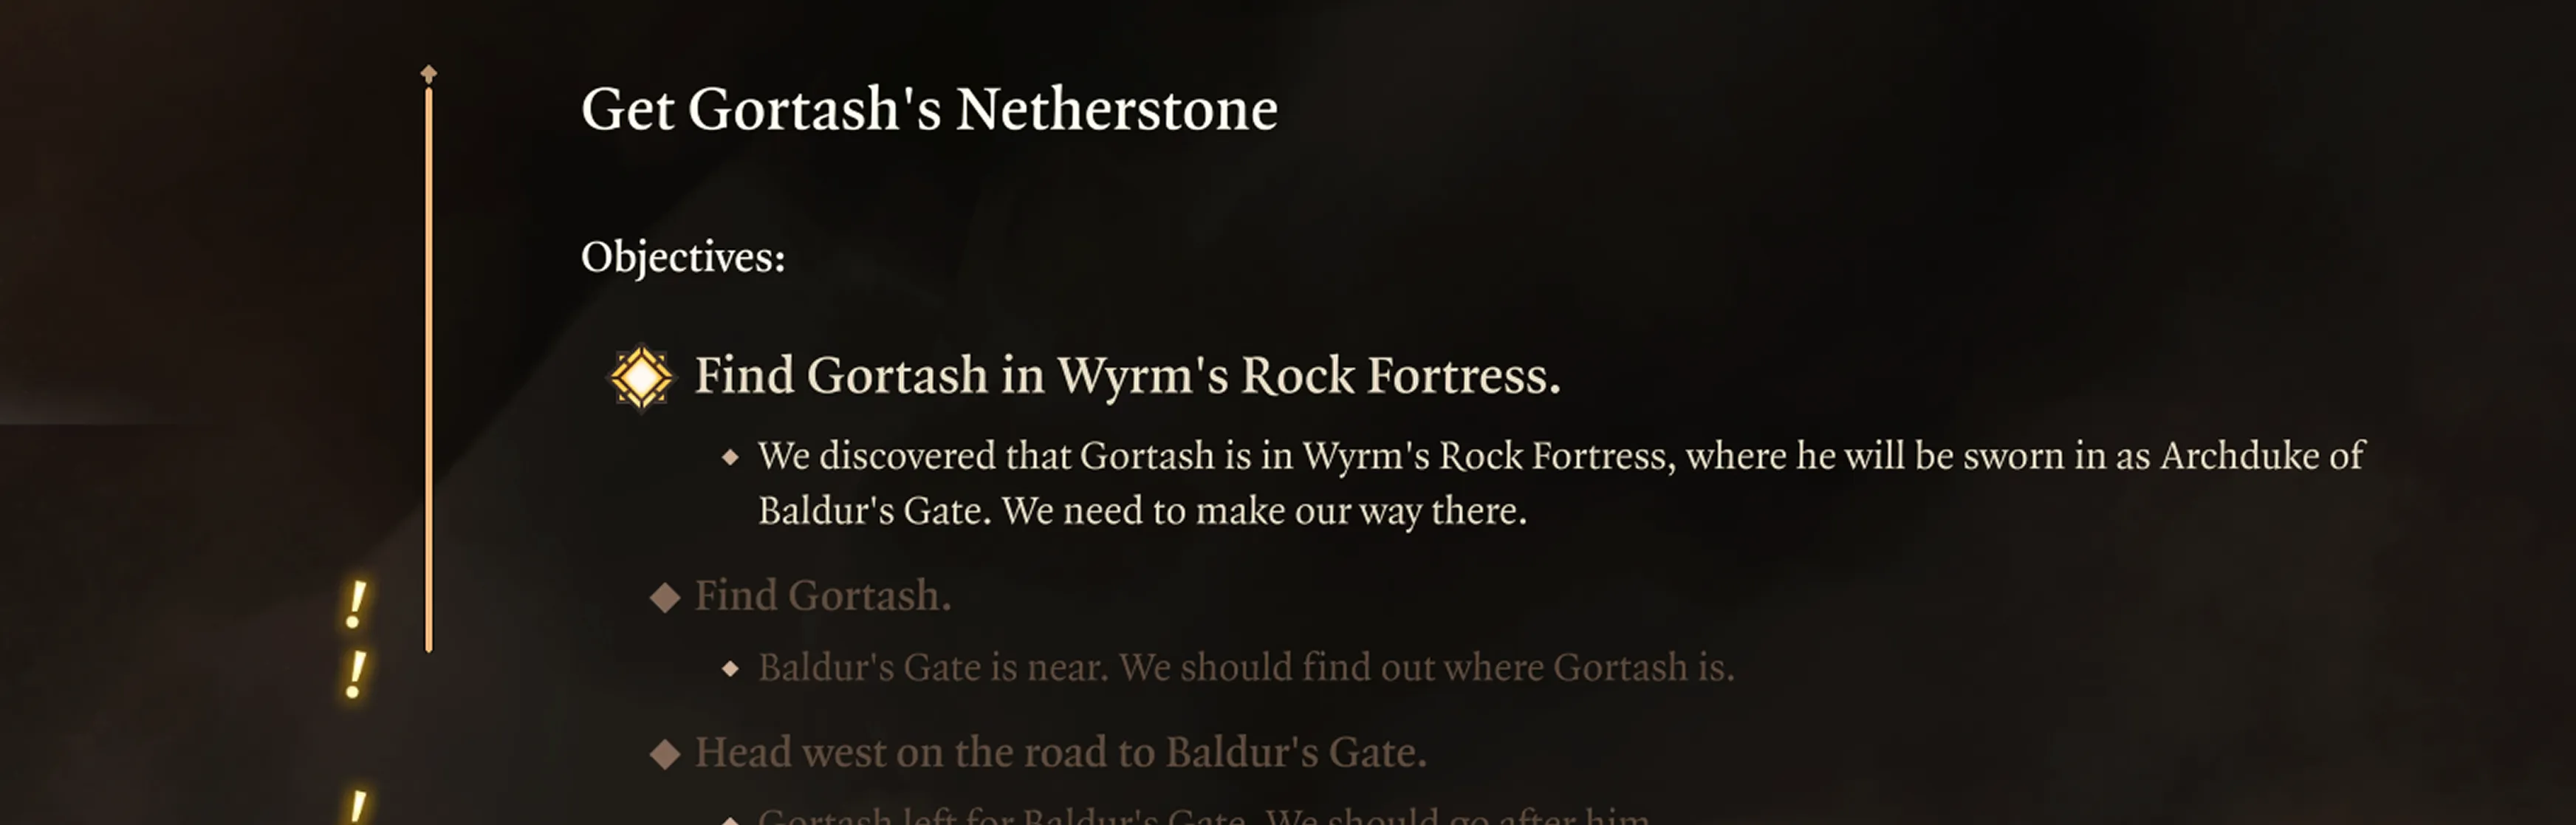 Get Gortash's Netherstone
Objectives:
Find Gortash in Wyrm's Rock Fortress.
We discovered that Gortash is in Wyrm's Rock Fortress, where he will be sworn in as Archduke of
Baldur's Gate. We need to make our way there.
!
Find Gortash.
!
Baldur's Gate is near. We should find out where Gortash is.
Head west on the road to Baldur's Gate.
!
Gortash left for Baldur's Gate. We should go after him.